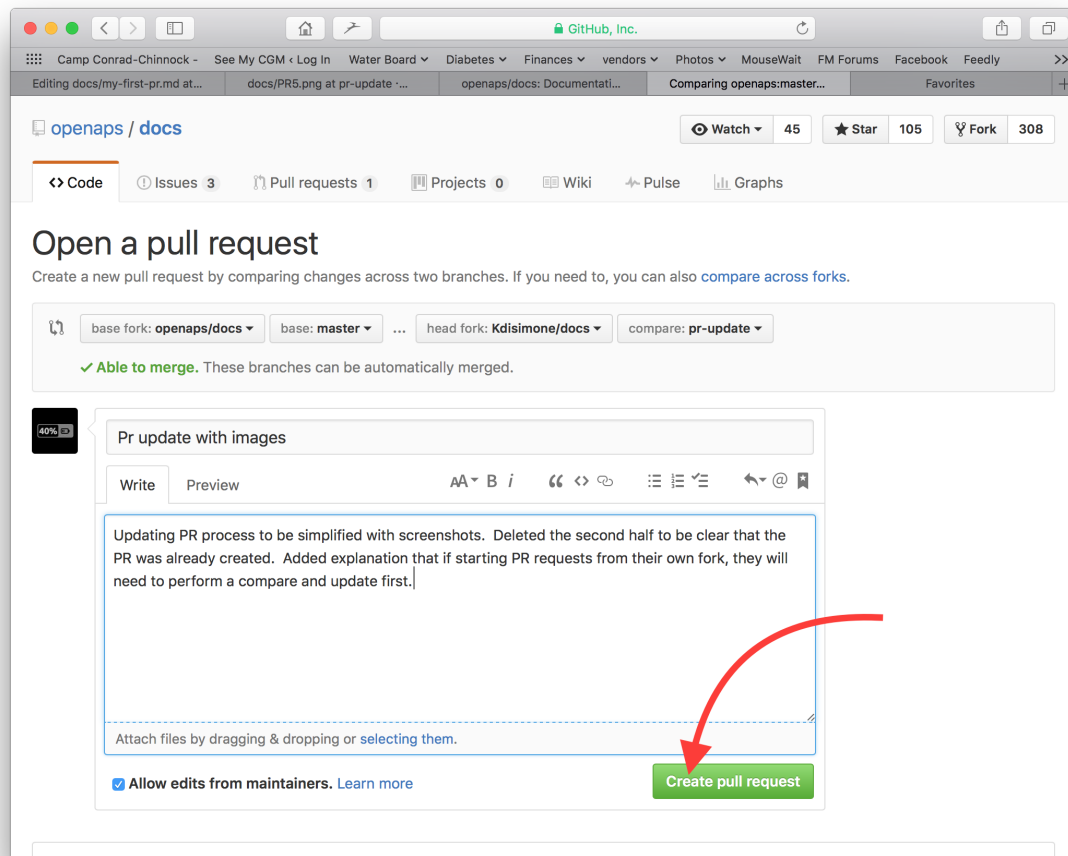 GitHub, Inc.
Camp Conrad-Chinnock - See My CGM ‹ Log In Water Board Diabetes Finances vendors Photos MouseWait FM Forums Facebook Feedly >>
Editing docs/my-first-pr.md at... docs/PR5.png at pr-update ·... openaps/docs: Documentati... Comparing openaps:master... Favorites +
openaps / docs Watch 45 Star 105 Fork 308
<> Code Issues 3 Pull requests 1 Projects 0 Wiki Pulse Graphs
Open a pull request
Create a new pull request by comparing changes across two branches. If you need to, you can also compare across forks.
base fork: openaps/docs base: master ... head fork: Kdisimone/docs compare: pr-update
Able to merge. These branches can be automatically merged.
40%
Pr update with images
Write Preview AA B i “ <> @
Updating PR process to be simplified with screenshots.  Deleted the second half to be clear that the
PR was already created.  Added explanation that if starting PR requests from their own fork, they will
need to perform a compare and update first.
Attach files by dragging & dropping or selecting them.
Allow edits from maintainers. Learn more Create pull request